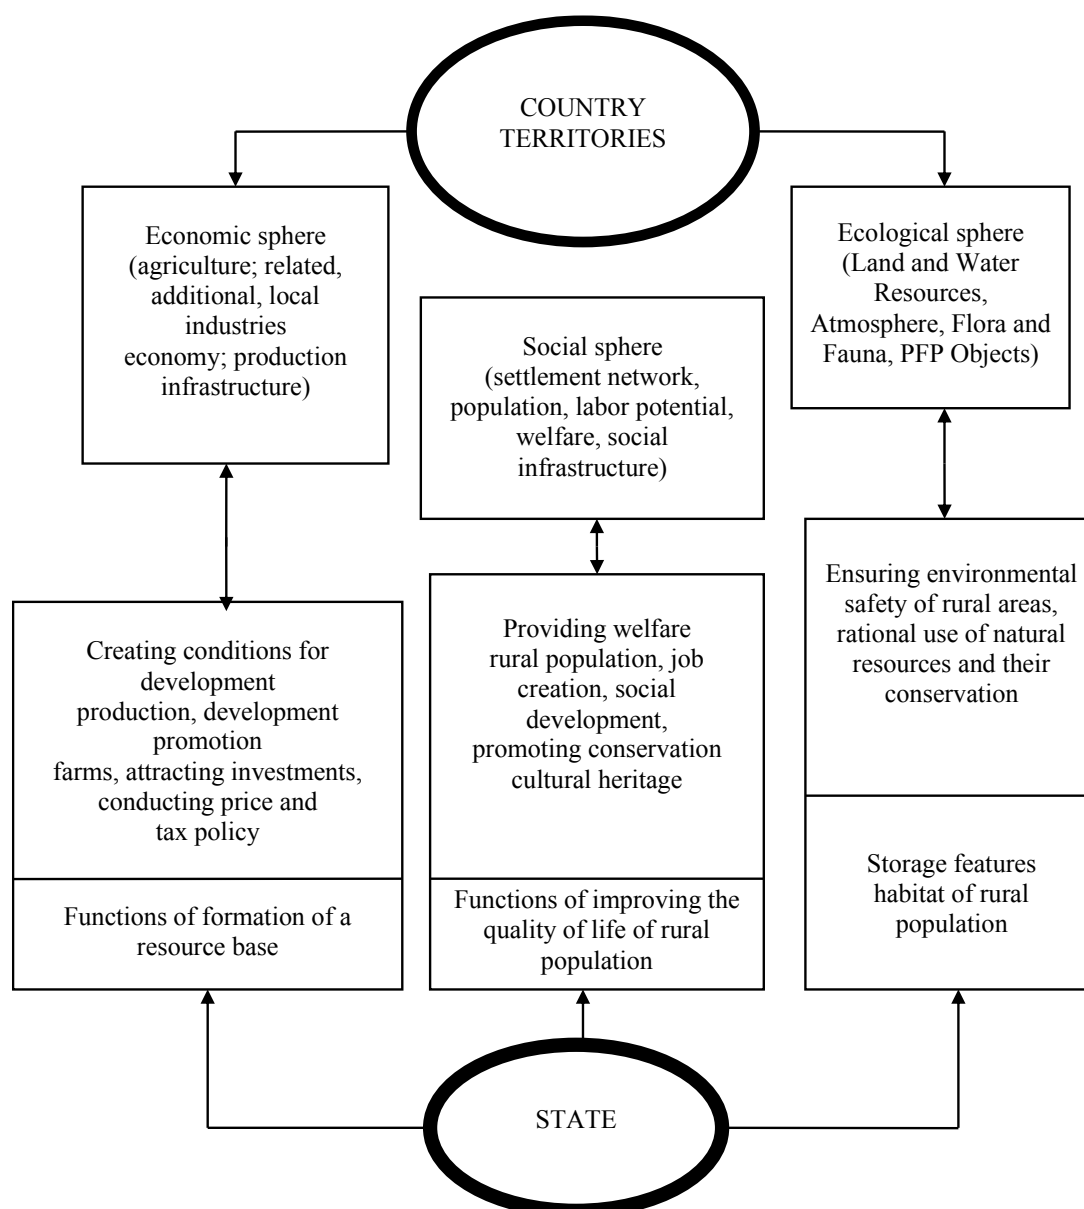 COUNTRY
TERRITORIES
Economic sphere
(agriculture; related,
additional, local
industries
economy; production
infrastructure)
Social sphere
(settlement network,
population, labor potential,
welfare, social
infrastructure)
Ecological sphere
(Land and Water
Resources,
Atmosphere, Flora and
Fauna, PFP Objects)
Creating conditions for
development
production, development
promotion
farms, attracting investments,
conducting price and
tax policy
Functions of formation of a
resource base
Providing welfare
rural population, job
creation, social
development,
promoting conservation
cultural heritage
Functions of improving the
quality of life of rural
population
Ensuring environmental
safety of rural areas,
rational use of natural
resources and their
conservation
Storage features
habitat of rural
population
STATE